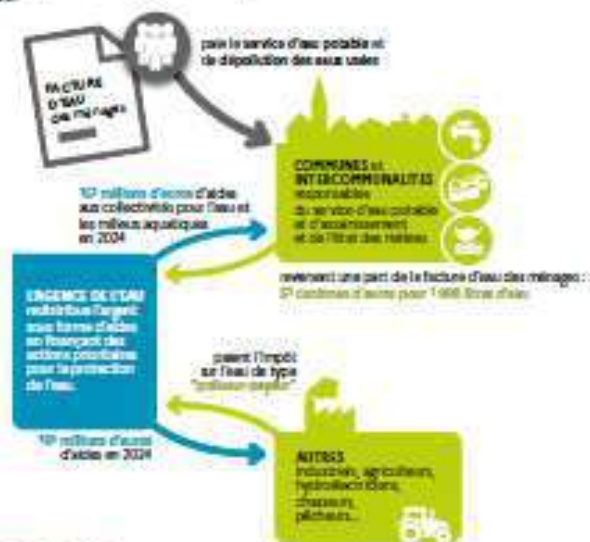 FACTURE
D'EAU
des ménages
paie le service d'eau potable et
de dépollution des eaux usées
COMMUNES et
INTERCOMMUNALITÉS
responsables
du service d'eau potable
et d'assainissement
et de l'état des rivières
millions d'euros d'aides
aux collectivités pour l'eau et
les milieux aquatiques
en 2024
reversent une part de la facture d'eau des ménages :
centimes d'euro pour 1 000 litres d'eau
L'AGENCE DE L'EAU
redistribue l'argent
sous forme d'aides
en finançant des
actions prioritaires
pour la protection
de l'eau.
paient l'impôt
sur l'eau de type
"pollueur-payeur"
millions d'euros
d'aides en 2024
AUTRES
industriels, agriculteurs,
hydroélectriciens,
chasseurs,
pêcheurs...